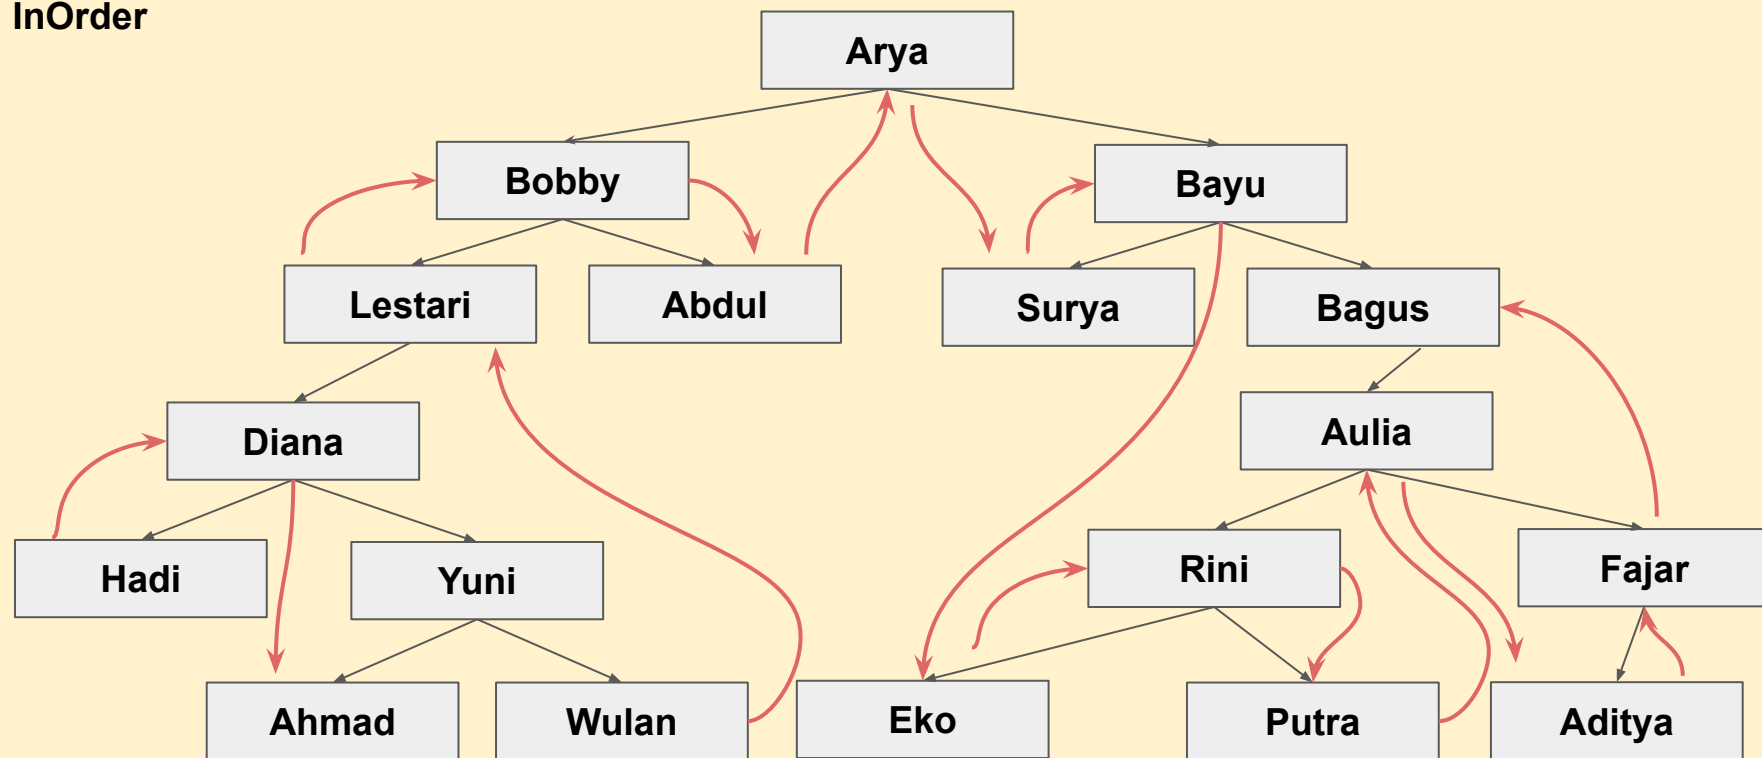 InOrder
Arya
Bobby
Bayu
Lestari
Abdul
Surya
Bagus
Diana
Aulia
Hadi
Yuni
Rini
Fajar
Ahmad
Wulan
Eko
Putra
Aditya